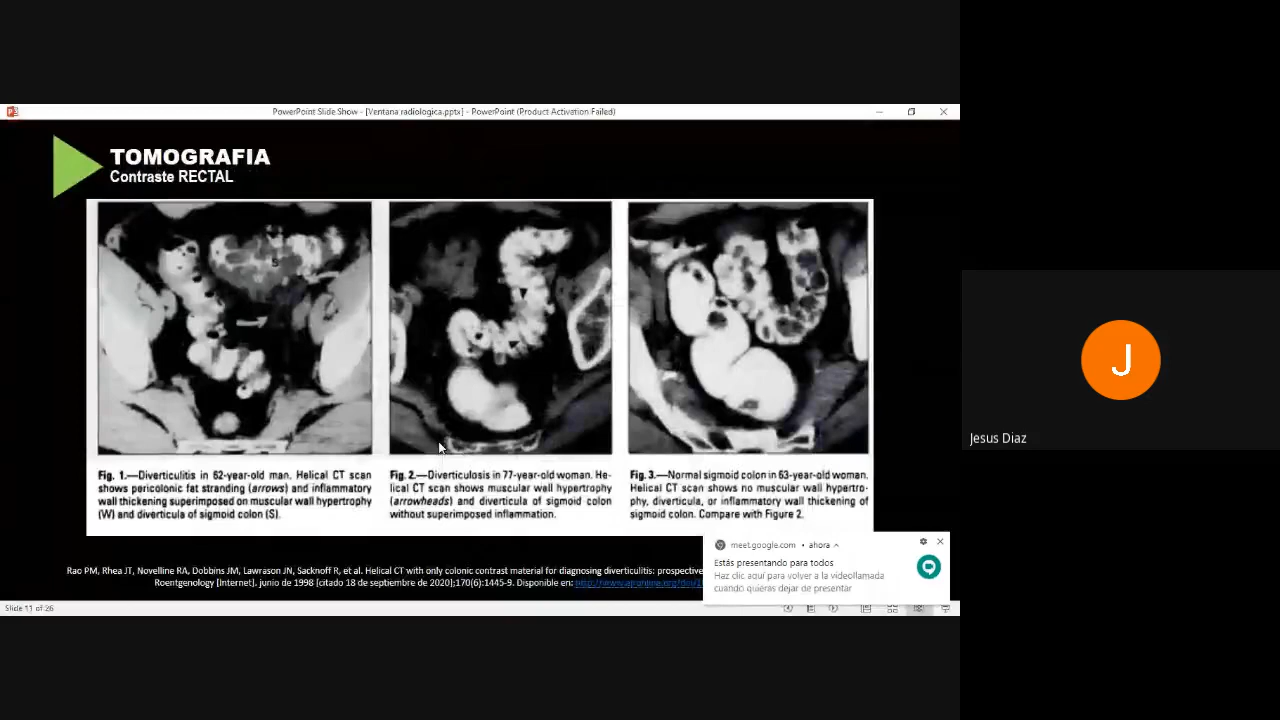 PowerPoint Slide Show - [Ventana radiologica.pptx] - PowerPoint (Product Activation Failed)
TOMOGRAFIA
Contraste RECTAL
S
Fig. 1.—Diverticulitis in 62-year-old man. Helical CT scan
shows pericolonic fat stranding (arrows) and inflammatory
wall thickening superimposed on muscular wall hypertrophy
(W) and diverticula of sigmoid colon (S).
Fig. 2.—Diverticulosis in 77-year-old woman. He-
lical CT scan shows muscular wall hypertrophy
(arrowheads) and diverticula of sigmoid colon
without superimposed inflammation.
Fig. 3.—Normal sigmoid colon in 63-year-old woman.
Helical CT scan shows no muscular wall hypertro-
phy, diverticula, or inflammatory wall thickening of
sigmoid colon. Compare with Figure 2.
Rao PM, Rhea JT, Novelline RA, Dobbins JM, Lawrason JN, Sacknoff R, et al. Helical CT with only colonic contrast material for diagnosing diverticulitis: prospective
Roentgenology [Internet]. junio de 1998 [citado 18 de septiembre de 2020];170(6):1445-9. Disponible en:
meet.google.com • ahora
Estás presentando para todos
Haz clic aquí para volver a la videollamada
cuando quieras dejar de presentar
Slide 11 of 26
J
Jesus Diaz